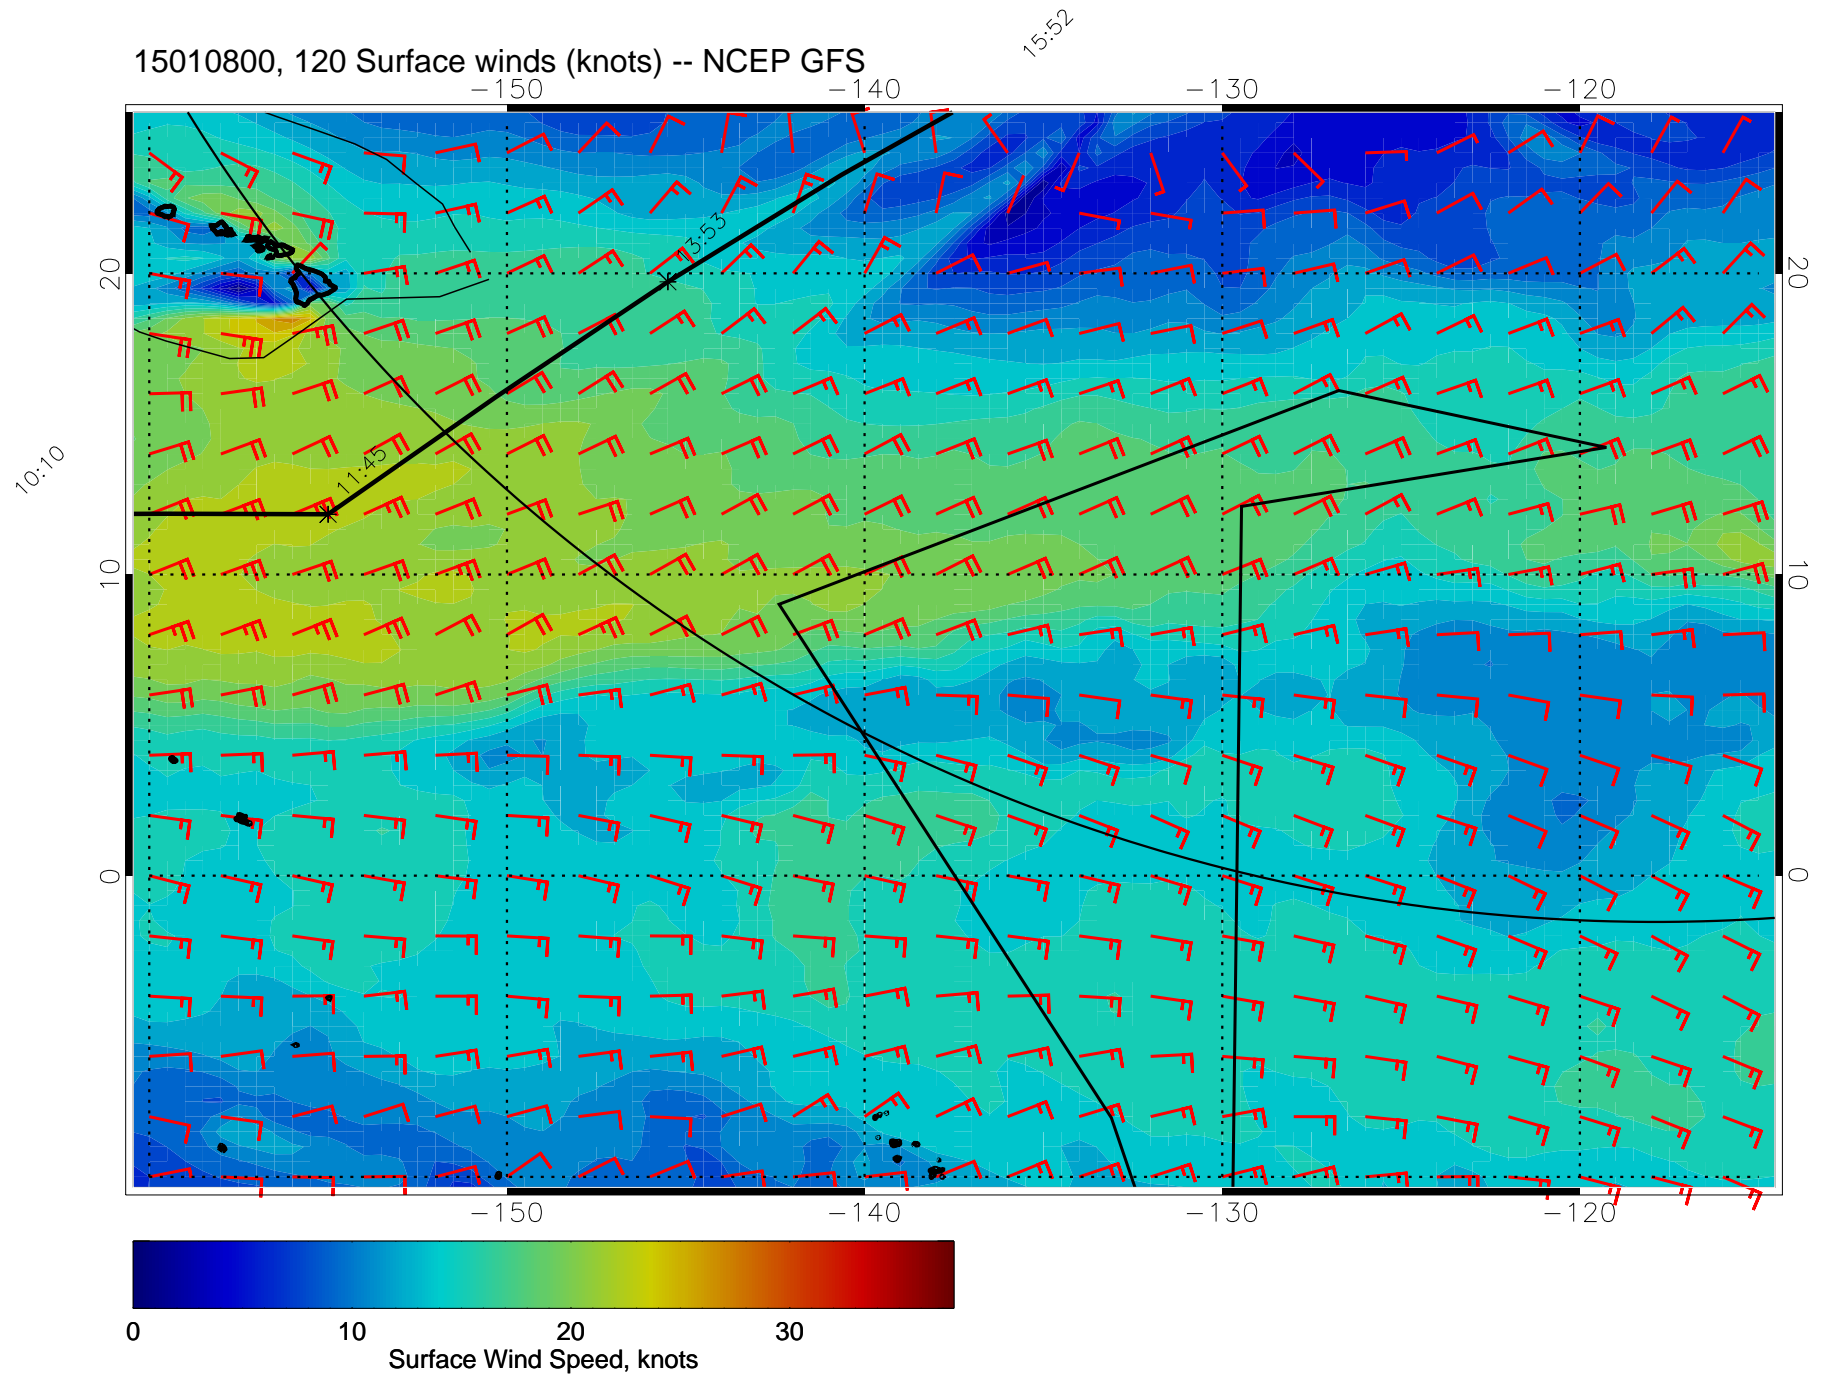 15:52
15010800, 120 Surface winds (knots) -- NCEP GFS
-150 -140 -130 -120
13:53
20 20
11:45
10:10
10 10
0 0
-150 -140 -130 -120
0 10 20 30
Surface Wind Speed, knots